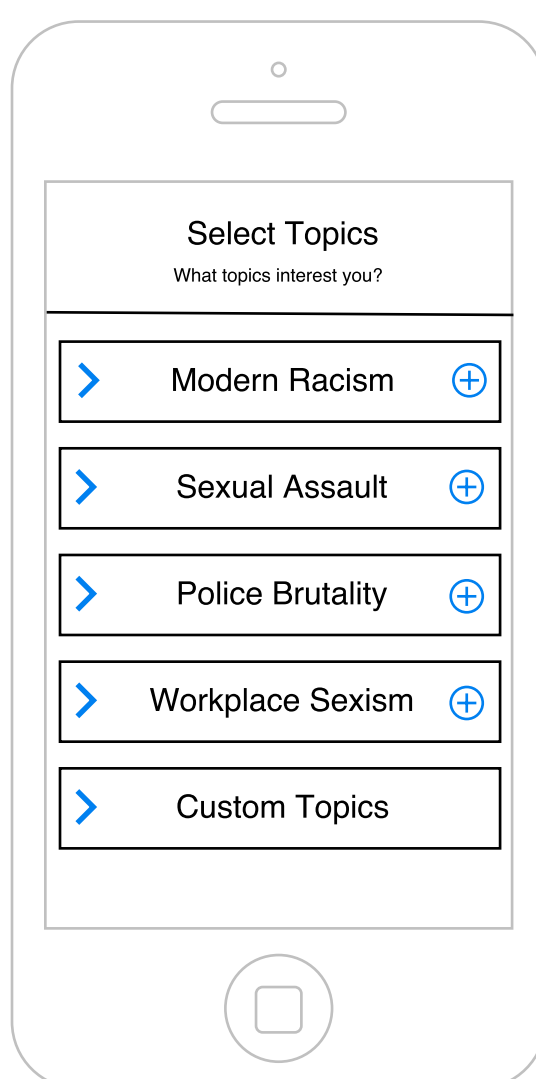 Select Topics
What topics interest you?
Modern Racism
Sexual Assault
Police Brutality
Workplace Sexism
Custom Topics